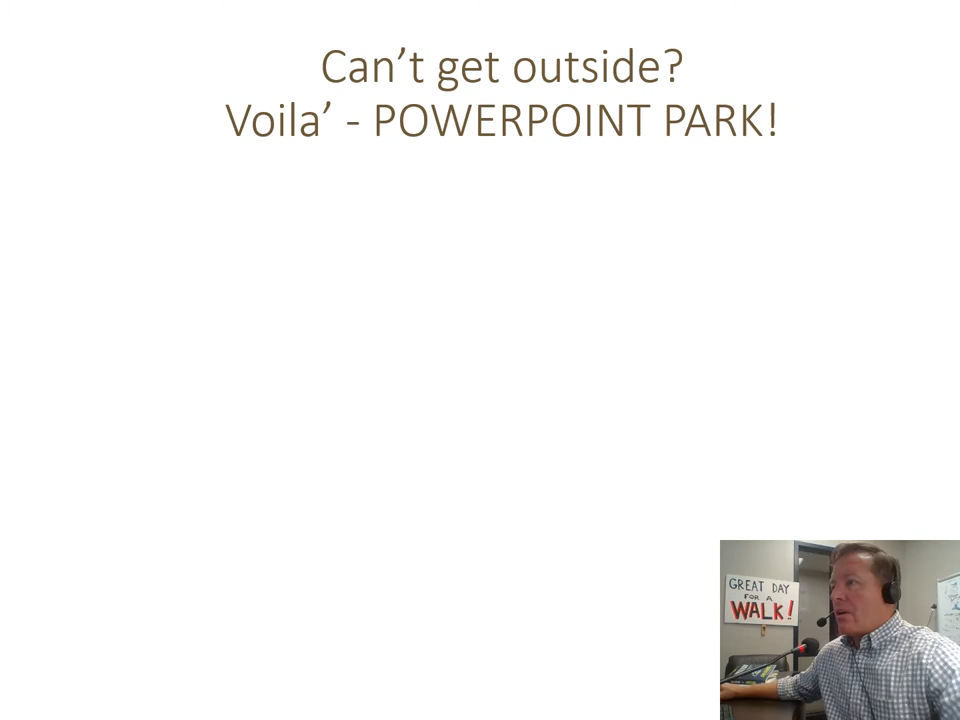 Can’t get outside?
Voila’ - POWERPOINT PARK!
GREAT DAY
FOR A
WALK!